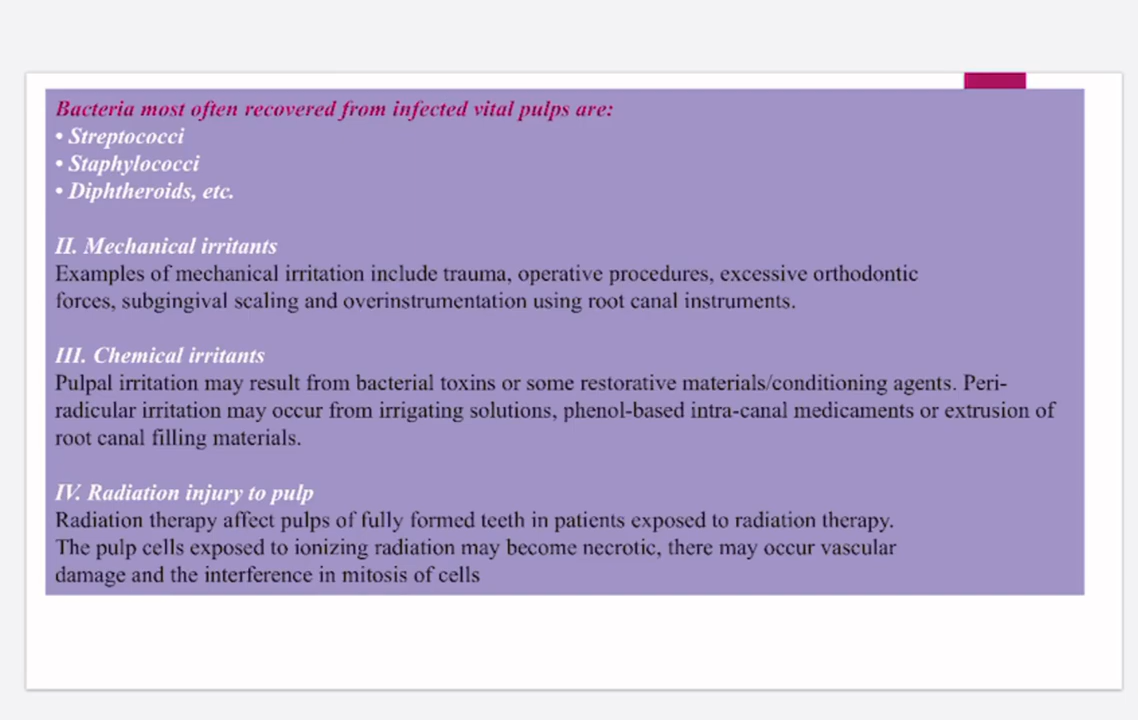 Bacteria most often recovered from infected vital pulps are:
• Streptococci
• Staphylococci
• Diphtheroids, etc.
II. Mechanical irritants
Examples of mechanical irritation include trauma, operative procedures, excessive orthodontic
forces, subgingival scaling and overinstrumentation using root canal instruments.
III. Chemical irritants
Pulpal irritation may result from bacterial toxins or some restorative materials/conditioning agents. Peri-
radicular irritation may occur from irrigating solutions, phenol-based intra-canal medicaments or extrusion of
root canal filling materials.
IV. Radiation injury to pulp
Radiation therapy affect pulps of fully formed teeth in patients exposed to radiation therapy.
The pulp cells exposed to ionizing radiation may become necrotic, there may occur vascular
damage and the interference in mitosis of cells